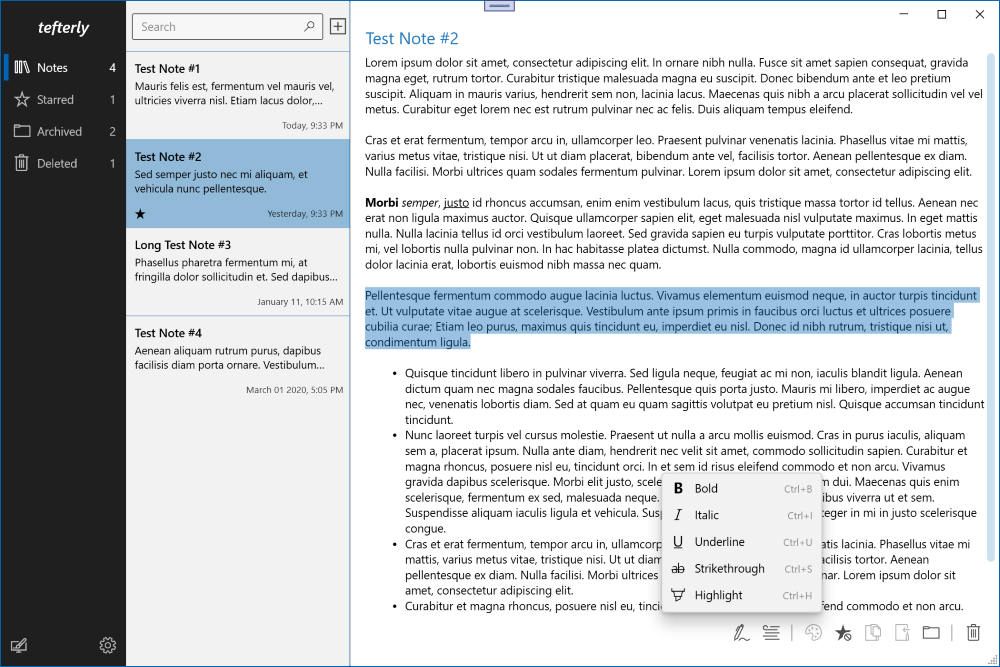 tefterly
Notes 4
Starred 1
Archived 2
Deleted 1
Search
Test Note #1
Mauris felis est, fermentum vel mauris vel,
ultricies viverra nisl. Etiam lacus dolor,...
Today, 9:33 PM
Test Note #2
Sed semper justo nec mi aliquam, et
vehicula nunc pellentesque.
Yesterday, 9:33 PM
Long Test Note #3
Phasellus pharetra fermentum mi, at
fringilla dolor sollicitudin et. Sed dapibus...
January 11, 10:15 AM
Test Note #4
Aenean aliquam rutrum purus, dapibus
facilisis diam porta ornare. Vestibulum...
March 01 2020, 5:05 PM
Test Note #2
Lorem ipsum dolor sit amet, consectetur adipiscing elit. In ornare nibh nulla. Fusce sit amet sapien consequat, gravida
magna eget, rutrum tortor. Curabitur tristique malesuada magna eu suscipit. Donec bibendum ante et leo pretium
suscipit. Aliquam in mauris varius, hendrerit sem non, lacinia lacus. Maecenas quis nibh a arcu placerat sollicitudin vel vel
metus. Curabitur eget lorem nec est rutrum pulvinar nec ac felis. Duis aliquam tempus eleifend.
Cras et erat fermentum, tempor arcu in, ullamcorper leo. Praesent pulvinar venenatis lacinia. Phasellus vitae mi mattis,
varius metus vitae, tristique nisi. Ut ut diam placerat, bibendum ante vel, facilisis tortor. Aenean pellentesque ex diam.
Nulla facilisi. Morbi ultrices quam sodales fermentum pulvinar. Lorem ipsum dolor sit amet, consectetur adipiscing elit.
Morbi semper, justo id rhoncus accumsan, enim enim vestibulum lacus, quis tristique massa tortor id tellus. Aenean nec
erat non ligula maximus auctor. Quisque ullamcorper sapien elit, eget malesuada nisl vulputate maximus. In eget mattis
nulla. Nulla lacinia tellus id orci vestibulum laoreet. Sed gravida sapien eu turpis vulputate porttitor. Cras lobortis metus
mi, vel lobortis nulla pulvinar non. In hac habitasse platea dictumst. Nulla commodo, magna id ullamcorper lacinia, tellus
dolor lacinia erat, lobortis euismod nibh massa nec quam.
Pellentesque fermentum commodo augue lacinia luctus. Vivamus elementum euismod neque, in auctor turpis tincidunt
et. Ut vulputate vitae augue at scelerisque. Vestibulum ante ipsum primis in faucibus orci luctus et ultrices posuere
cubilia curae; Etiam leo purus, maximus quis tincidunt eu, imperdiet eu nisl. Donec id nibh rutrum, tristique nisi ut,
condimentum ligula.
• Quisque tincidunt libero in pulvinar viverra. Sed ligula neque, feugiat ac mi non, iaculis blandit ligula. Aenean
dictum quam nec magna sodales faucibus. Pellentesque quis porta justo. Mauris mi libero, imperdiet ac augue
nec, venenatis lobortis diam. Sed at quam eu quam sagittis volutpat eu pretium nisl. Quisque accumsan tincidunt
tincidunt.
• Nunc laoreet turpis vel cursus molestie. Praesent ut nulla a arcu mollis euismod. Cras in purus iaculis, aliquam
sem a, placerat ipsum. Nulla ante diam, hendrerit nec velit sit amet, commodo sollicitudin sapien. Curabitur et
magna rhoncus, posuere nisl eu, tincidunt orci. In et sem id risus eleifend commodo et non arcu. Vivamus
gravida dapibus scelerisque. Morbi elit justo, scele m dui. Maecenas quis enim
scelerisque, fermentum ex sed, malesuada neque. ibus viverra ut et sem.
Suspendisse aliquam iaculis ligula et vehicula. Sus teger in mi in justo scelerisque
congue.
• Cras et erat fermentum, tempor arcu in, ullamcorp atis lacinia. Phasellus vitae mi
mattis, varius metus vitae, tristique nisi. Ut ut diam acilisis tortor. Aenean
pellentesque ex diam. Nulla facilisi. Morbi ultrices nar. Lorem ipsum dolor sit
amet, consectetur adipiscing elit.
• Curabitur et magna rhoncus, posuere nisl eu, tinci fend commodo et non arcu.
B Bold Ctrl+B
I Italic Ctrl+I
U Underline Ctrl+U
ab Strikethrough Ctrl+S
Highlight Ctrl+H